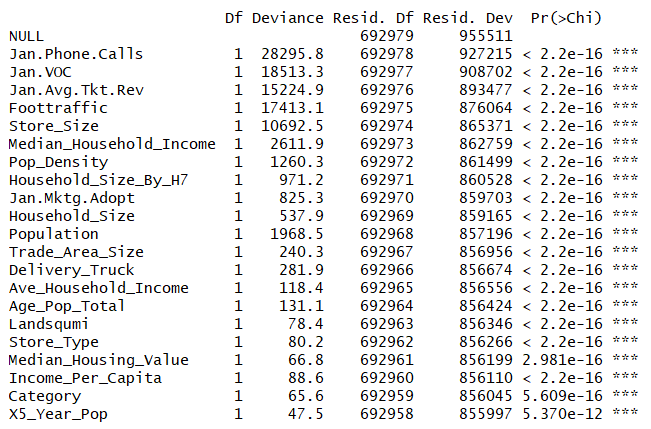 Df Deviance Resid. Df Resid. Dev Pr(>Chi)
NULL 692979 955511
Jan.Phone.Calls 1 28295.8 692978 927215 < 2.2e-16 ***
Jan.VOC 1 18513.3 692977 908702 < 2.2e-16 ***
Jan.Avg.Tkt.Rev 1 15224.9 692976 893477 < 2.2e-16 ***
Foottraffic 1 17413.1 692975 876064 < 2.2e-16 ***
Store_Size 1 10692.5 692974 865371 < 2.2e-16 ***
Median_Household_Income 1 2611.9 692973 862759 < 2.2e-16 ***
Pop_Density 1 1260.3 692972 861499 < 2.2e-16 ***
Household_Size_By_H7 1 971.2 692971 860528 < 2.2e-16 ***
Jan.Mktg.Adopt 1 825.3 692970 859703 < 2.2e-16 ***
Household_Size 1 537.9 692969 859165 < 2.2e-16 ***
Population 1 1968.5 692968 857196 < 2.2e-16 ***
Trade_Area_Size 1 240.3 692967 856956 < 2.2e-16 ***
Delivery_Truck 1 281.9 692966 856674 < 2.2e-16 ***
Ave_Household_Income 1 118.4 692965 856556 < 2.2e-16 ***
Age_Pop_Total 1 131.1 692964 856424 < 2.2e-16 ***
Landsqumi 1 78.4 692963 856346 < 2.2e-16 ***
Store_Type 1 80.2 692962 856266 < 2.2e-16 ***
Median_Housing_Value 1 66.8 692961 856199 2.981e-16 ***
Income_Per_Capita 1 88.6 692960 856110 < 2.2e-16 ***
Category 1 65.6 692959 856045 5.609e-16 ***
X5_Year_Pop 1 47.5 692958 855997 5.370e-12 ***